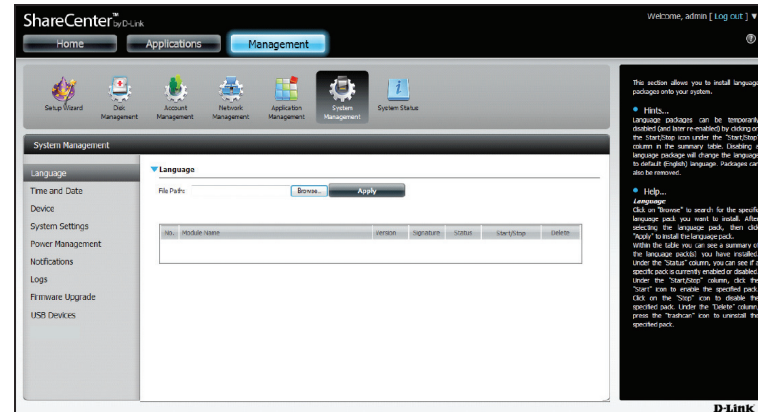 ShareCenter™ by D-Link
Welcome, admin [ Log out ] ▼
Home Applications Management
?
Setup Wizard
Disk Management
Account Management
Network Management
Application Management
System Management
System Status
System Management
Language
Time and Date
Device
System Settings
Power Management
Notifications
Logs
Firmware Upgrade
USB Devices
Language
File Path: Browse... Apply
No. Module Name Version Signature Status Start/Stop Delete
This section allows you to install language
packages onto your system.
Hints...
Language packages can be temporarily
disabled (and later re-enabled) by clicking on
the Start/Stop icon under the "Start/Stop"
column in the summary table. Disabling a
language package will change the language
to default (English) language. Packages can
also be removed.
Help...
Language
Click on "Browse" to search for the specific
language pack you want to install. After
selecting the language pack, then click
"Apply" to install the language pack.
Within the table you can see a summary of
the language pack(s) you have installed.
Under the "Status" column, you can see if a
specific pack is currently enabled or disabled.
Under the "Start/Stop" column, click the
"Start" icon to enable the specified pack.
Click on the "Stop" icon to disable the
specified pack. Under the "Delete" column,
press the "trashcan" icon to uninstall the
specified pack.
D-Link